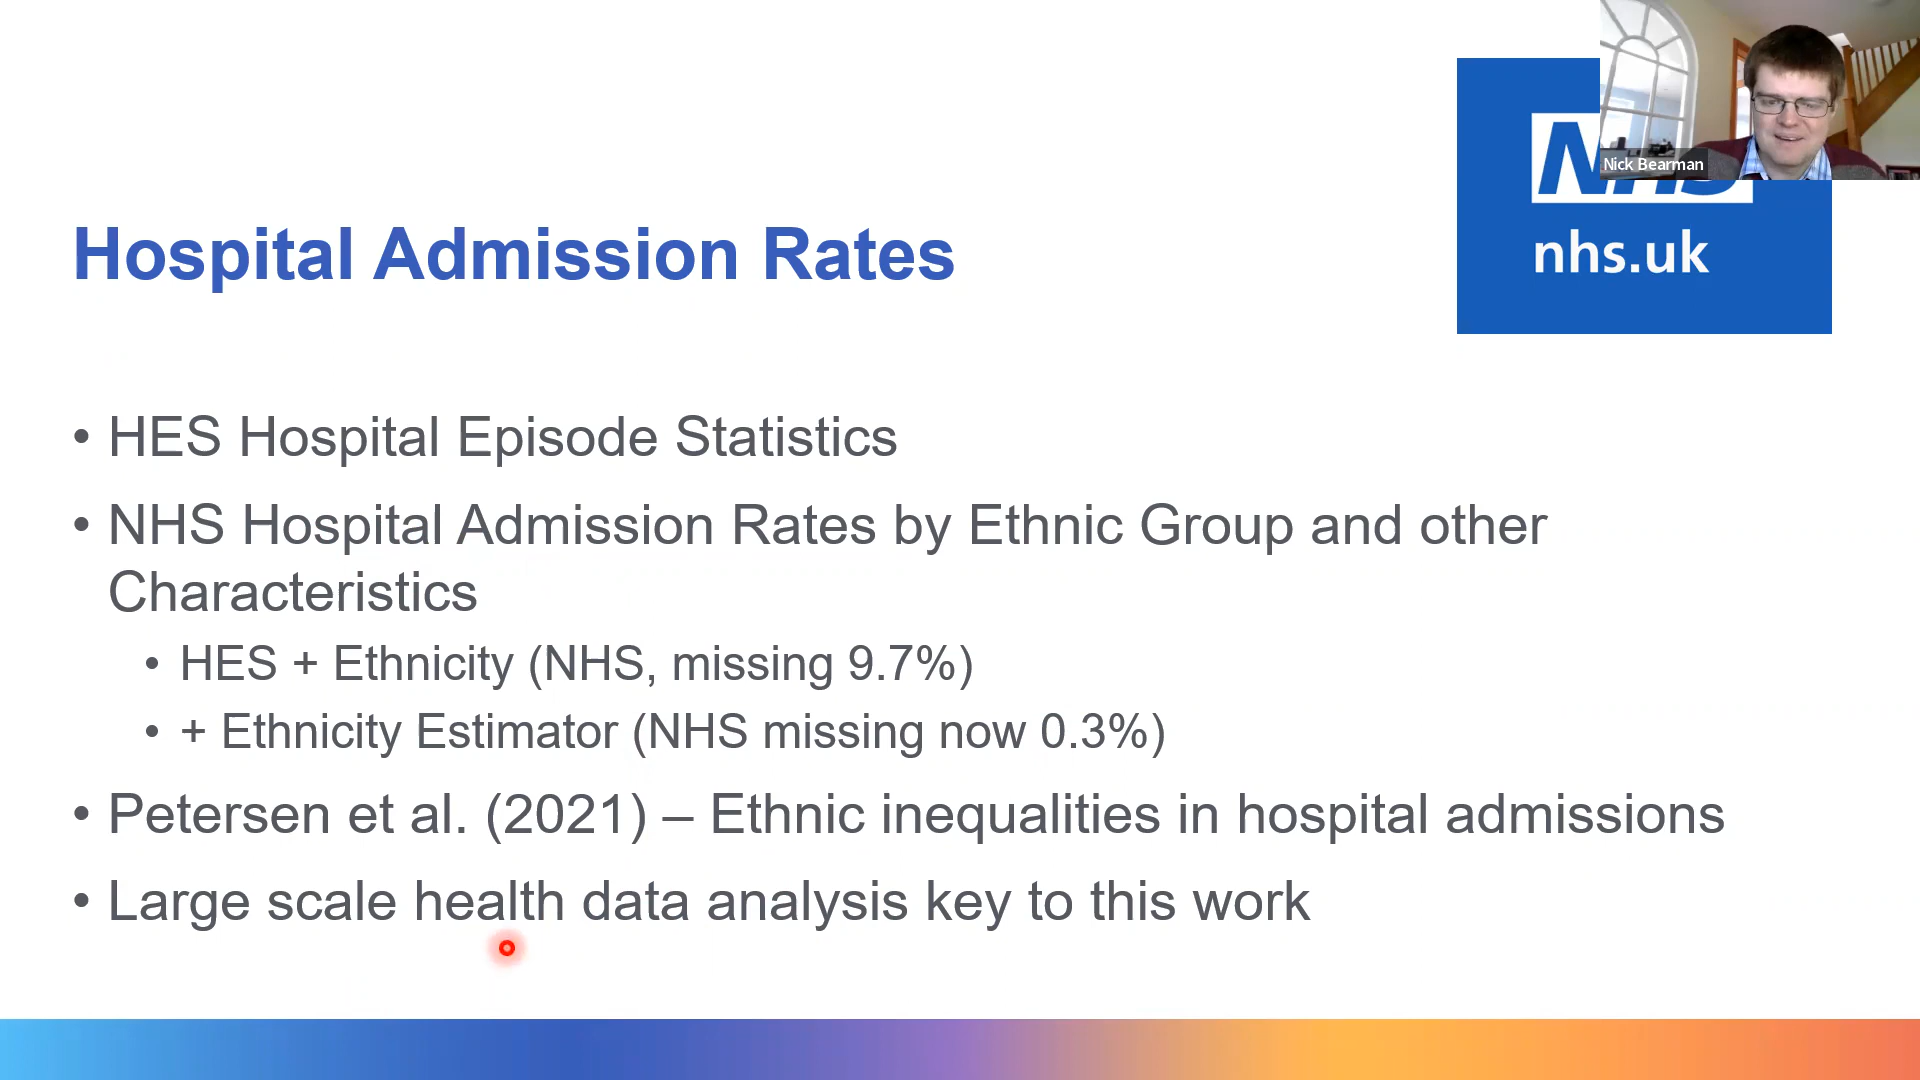 Nick Bearman
NHS
nhs.uk
Hospital Admission Rates
• HES Hospital Episode Statistics
• NHS Hospital Admission Rates by Ethnic Group and other
Characteristics
• HES + Ethnicity (NHS, missing 9.7%)
• + Ethnicity Estimator (NHS missing now 0.3%)
• Petersen et al. (2021) – Ethnic inequalities in hospital admissions
• Large scale health data analysis key to this work